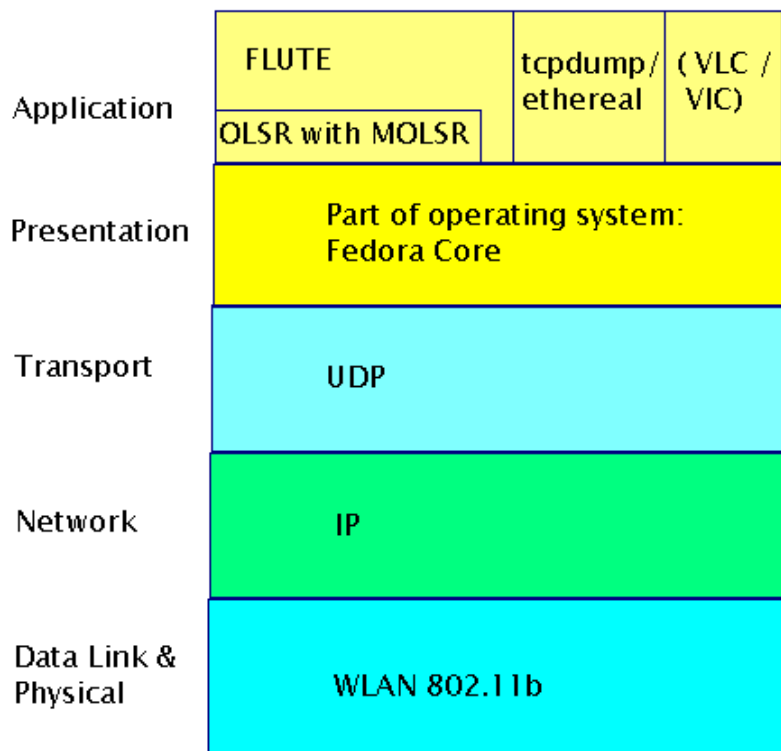 Application
FLUTE
OLSR with MOLSR
tcpdump/
ethereal
(VLC /
VIC)
Presentation
Part of operating system:
Fedora Core
Transport
UDP
Network
IP
Data Link &
Physical
WLAN 802.11b